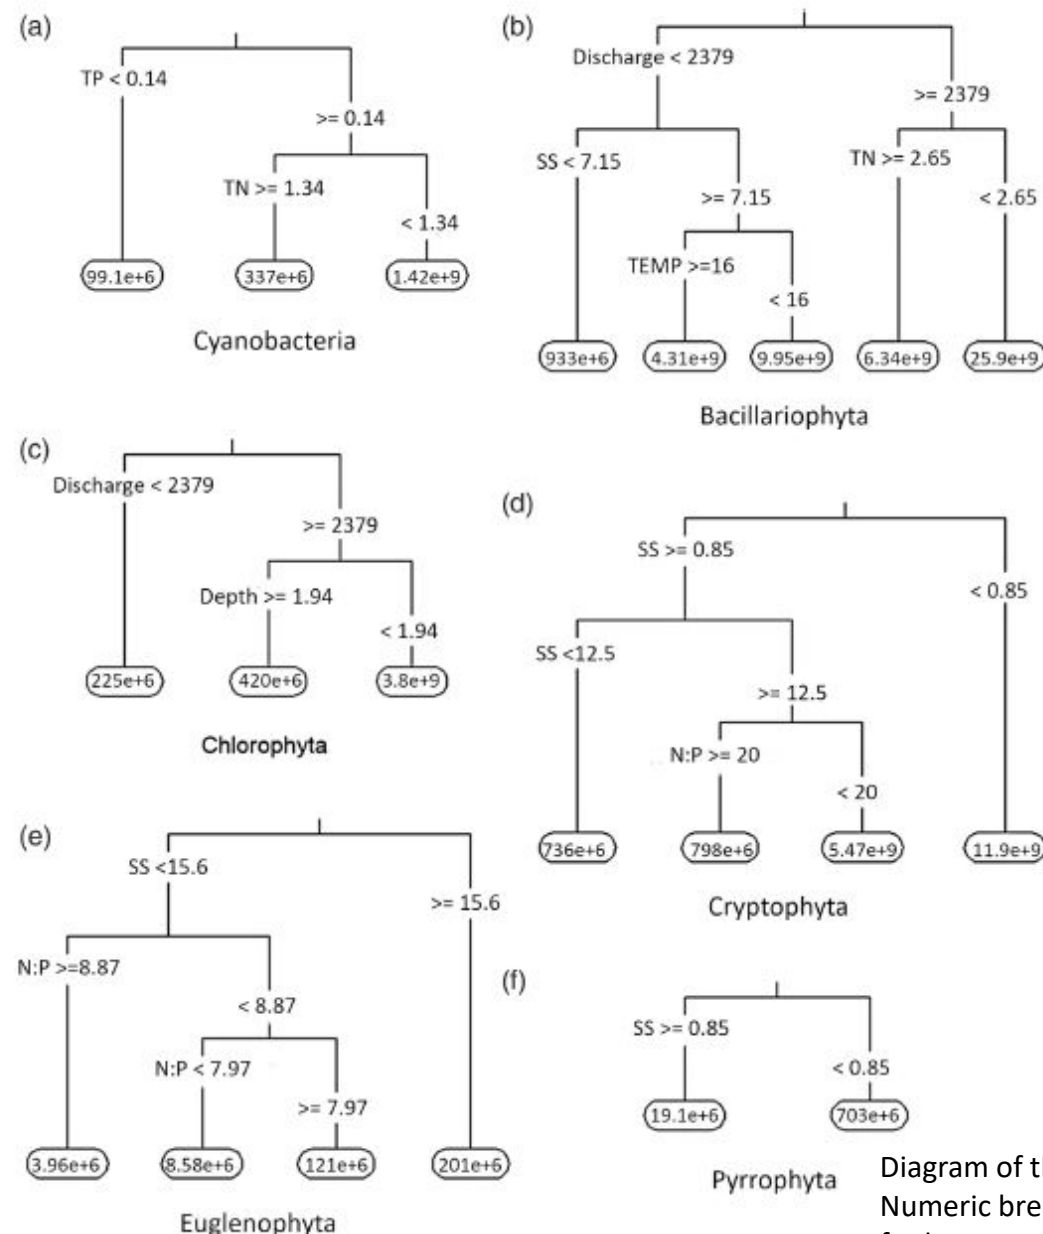 (a)
TP < 0.14
>= 0.14
TN >= 1.34
< 1.34
99.1e+6
337e+6
1.42e+9
Cyanobacteria
(b)
Discharge < 2379
>= 2379
SS < 7.15
TN >= 2.65
>= 7.15
< 2.65
TEMP >=16
< 16
933e+6
4.31e+9
9.95e+9
6.34e+9
25.9e+9
Bacillariophyta
(c)
Discharge < 2379
>= 2379
Depth >= 1.94
< 1.94
225e+6
420e+6
3.8e+9
Chlorophyta
(d)
SS >= 0.85
< 0.85
SS <12.5
>= 12.5
N:P >= 20
< 20
736e+6
798e+6
5.47e+9
11.9e+9
Cryptophyta
(e)
SS <15.6
>= 15.6
N:P >=8.87
< 8.87
N:P < 7.97
>= 7.97
3.96e+6
8.58e+6
121e+6
201e+6
Euglenophyta
(f)
SS >= 0.85
< 0.85
19.1e+6
703e+6
Pyrrophyta
Diagram of
Numeric